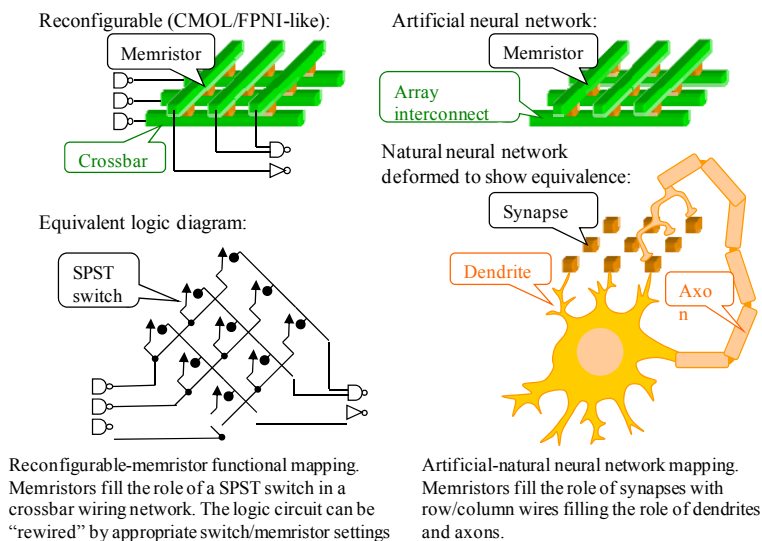 Reconfigurable (CMOL/FPNI-like):
Memristor
Crossbar
Equivalent logic diagram:
SPST
switch
Reconfigurable-memristor functional mapping.
Memristors fill the role of a SPST switch in a
crossbar wiring network. The logic circuit can be
“rewired” by appropriate switch/memristor settings
Artificial neural network:
Memristor
Array
interconnect
Natural neural network
deformed to show equivalence:
Synapse
Dendrite
Axo
n
Artificial-natural neural network mapping.
Memristors fill the role of synapses with
row/column wires filling the role of dendrites
and axons.